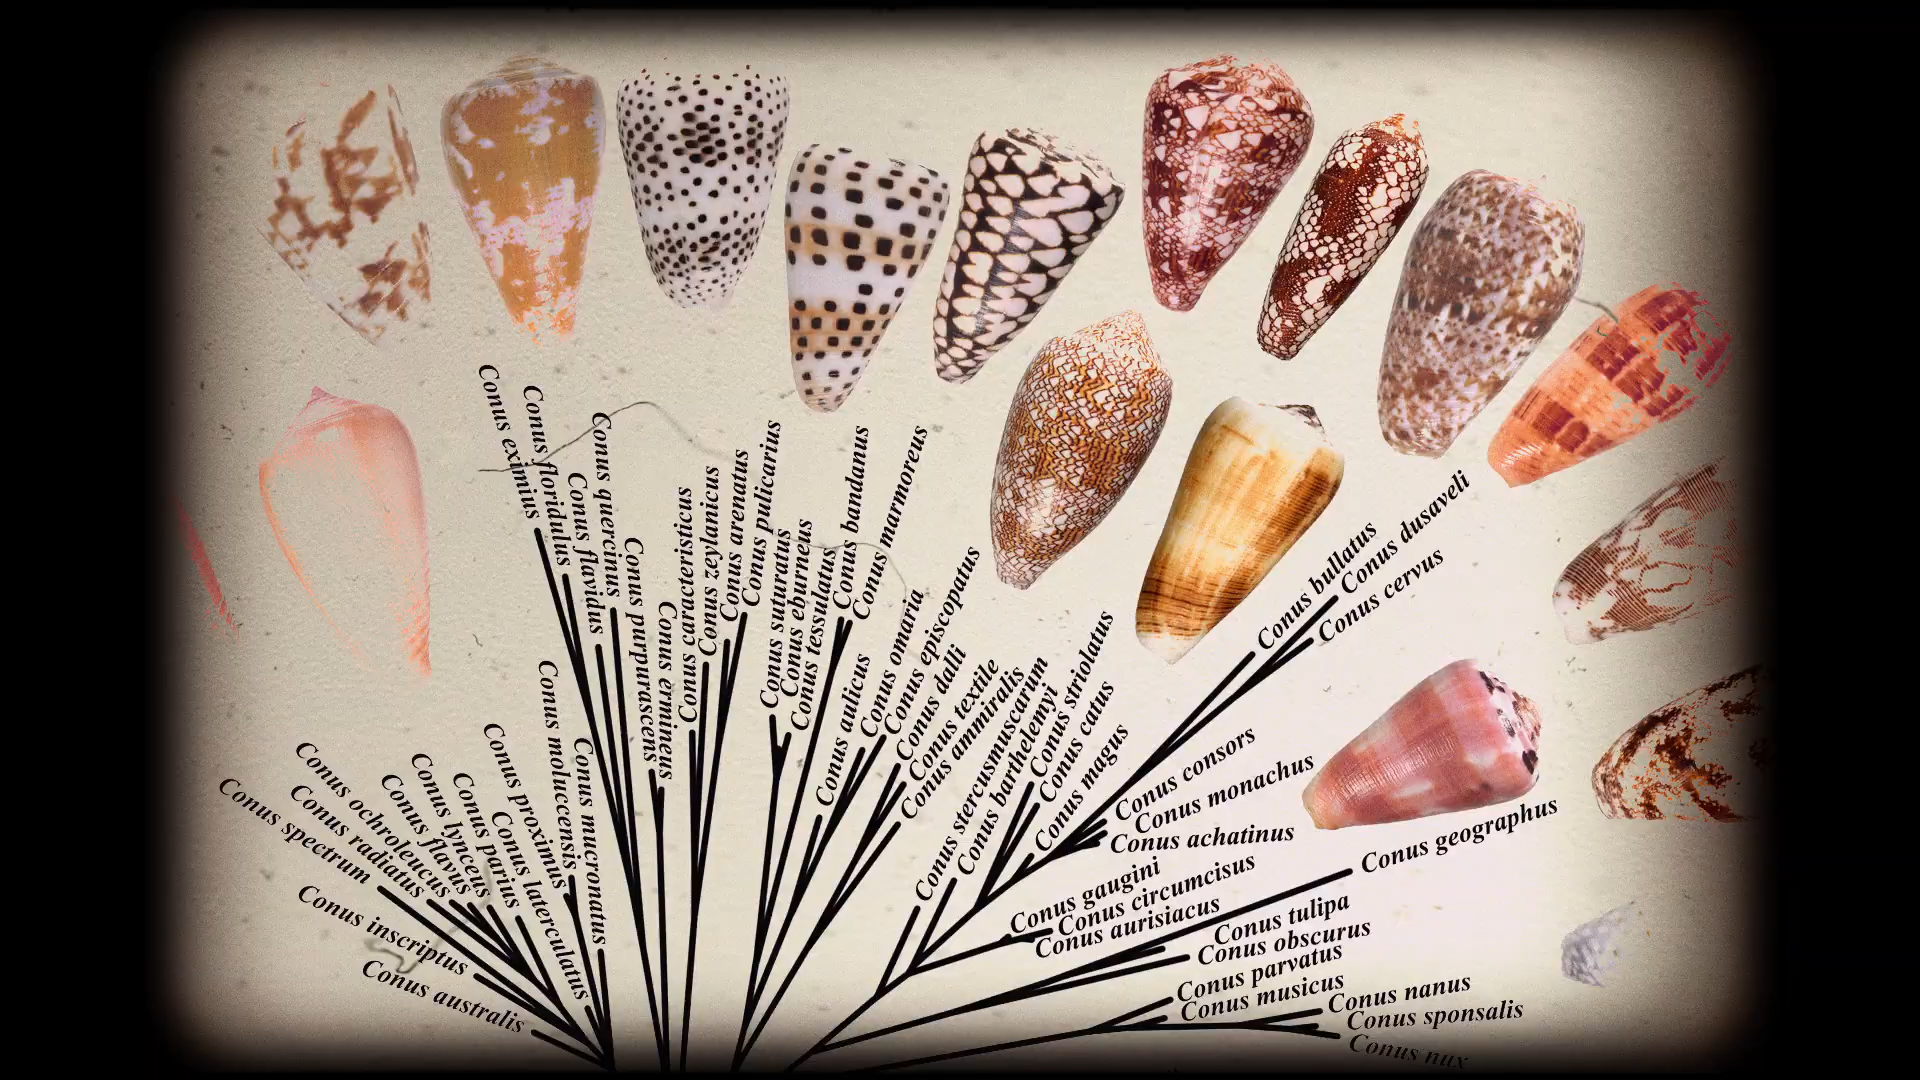 Conus australis
Conus inscriptus
Conus spectrum
Conus radiatus
Conus ochroleucus
Conus flavus
Conus lynceus
Conus parius
Conus laterculatus
Conus proximus
Conus moluccensis
Conus mucronatus
Conus eximius
Conus floridulus
Conus flavidus
Conus quercinus
Conus purpurascens
Conus ermineus
Conus caracteristicus
Conus zeylanicus
Conus arenatus
Conus pulicarius
Conus suturatus
Conus eburneus
Conus tessulatus
Conus bandanus
Conus marmoreus
Conus aulicus
Conus omaria
Conus episcopatus
Conus dalli
Conus textile
Conus ammiralis
Conus stercusmuscarum
Conus barthelemyi
Conus striolatus
Conus catus
Conus magus
Conus bullatus
Conus dusaveli
Conus cervus
Conus consors
Conus monachus
Conus achatinus
Conus gaugini
Conus circumcisus
Conus aurisiacus
Conus geographus
Conus tulipa
Conus obscurus
Conus parvatus
Conus musicus
Conus nanus
Conus sponsalis
Conus nux